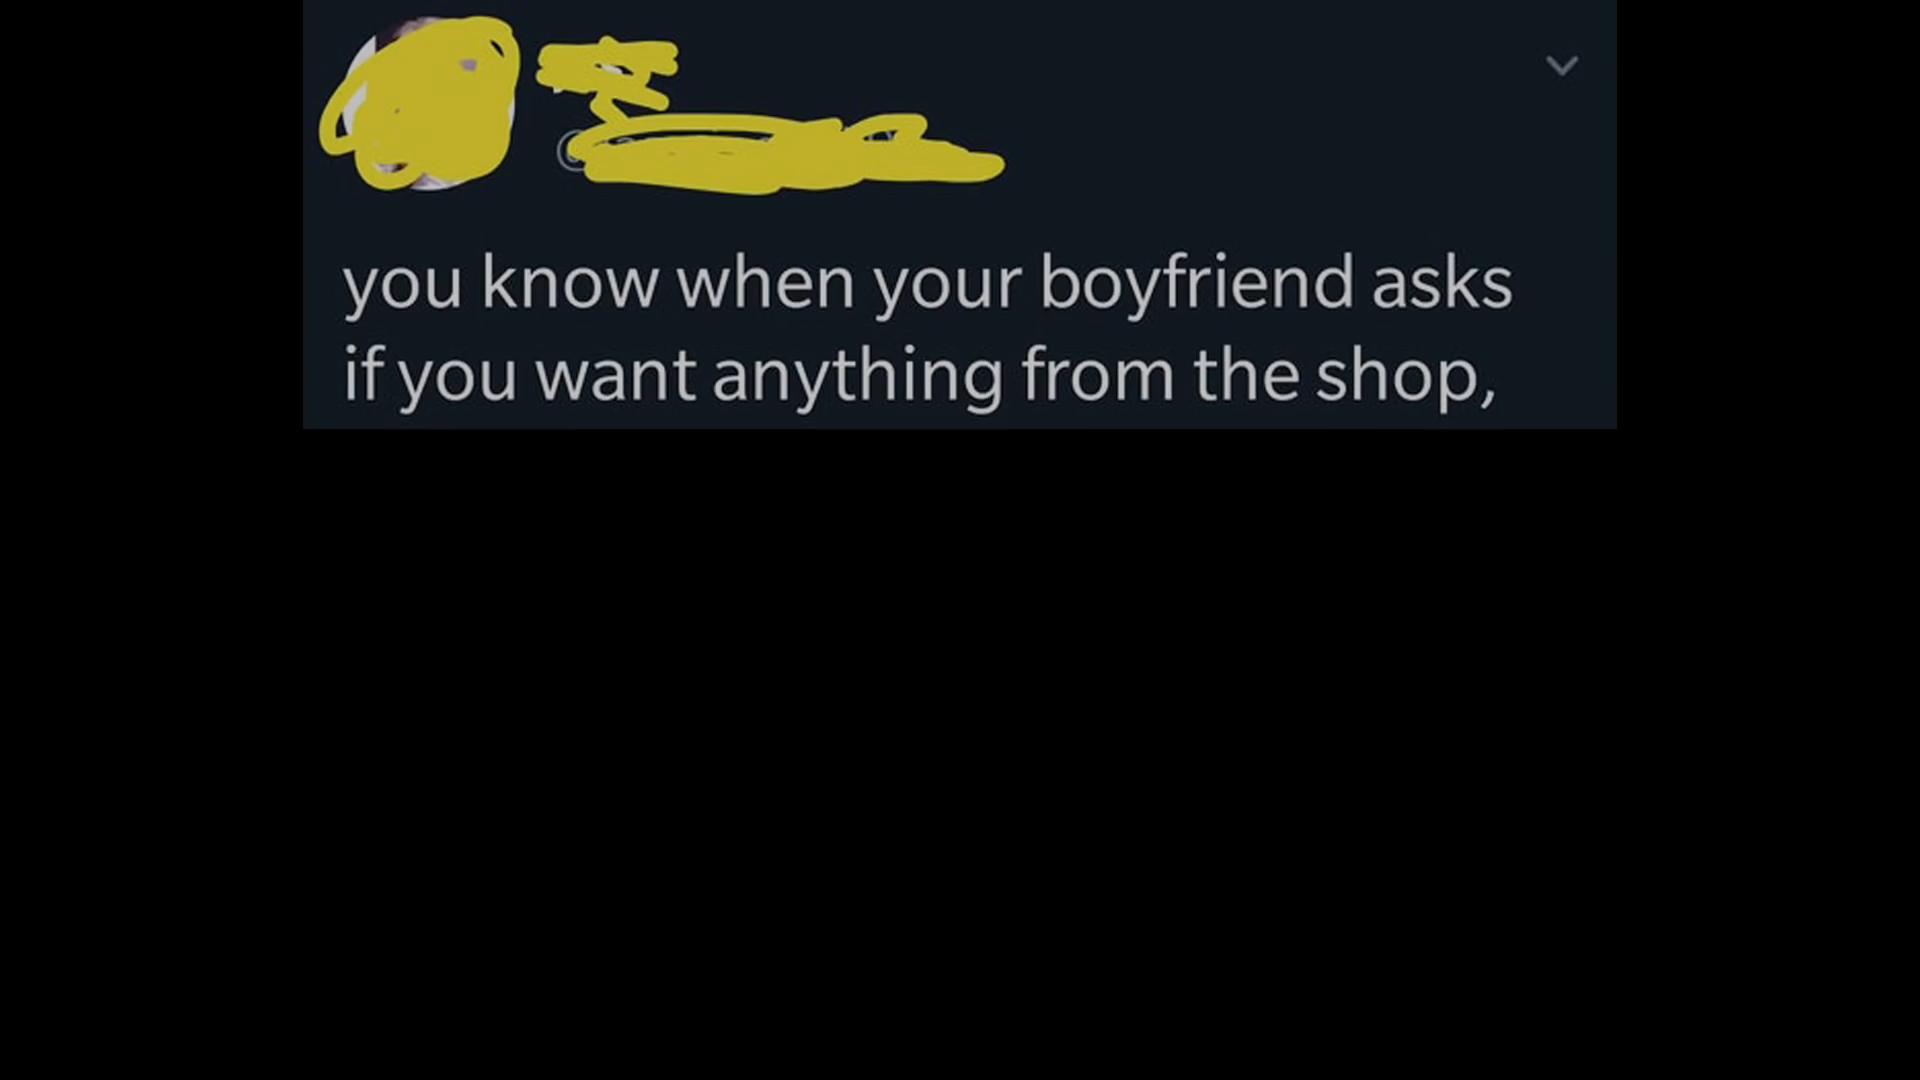 you know when your boyfriend asks
if you want anything from the shop,